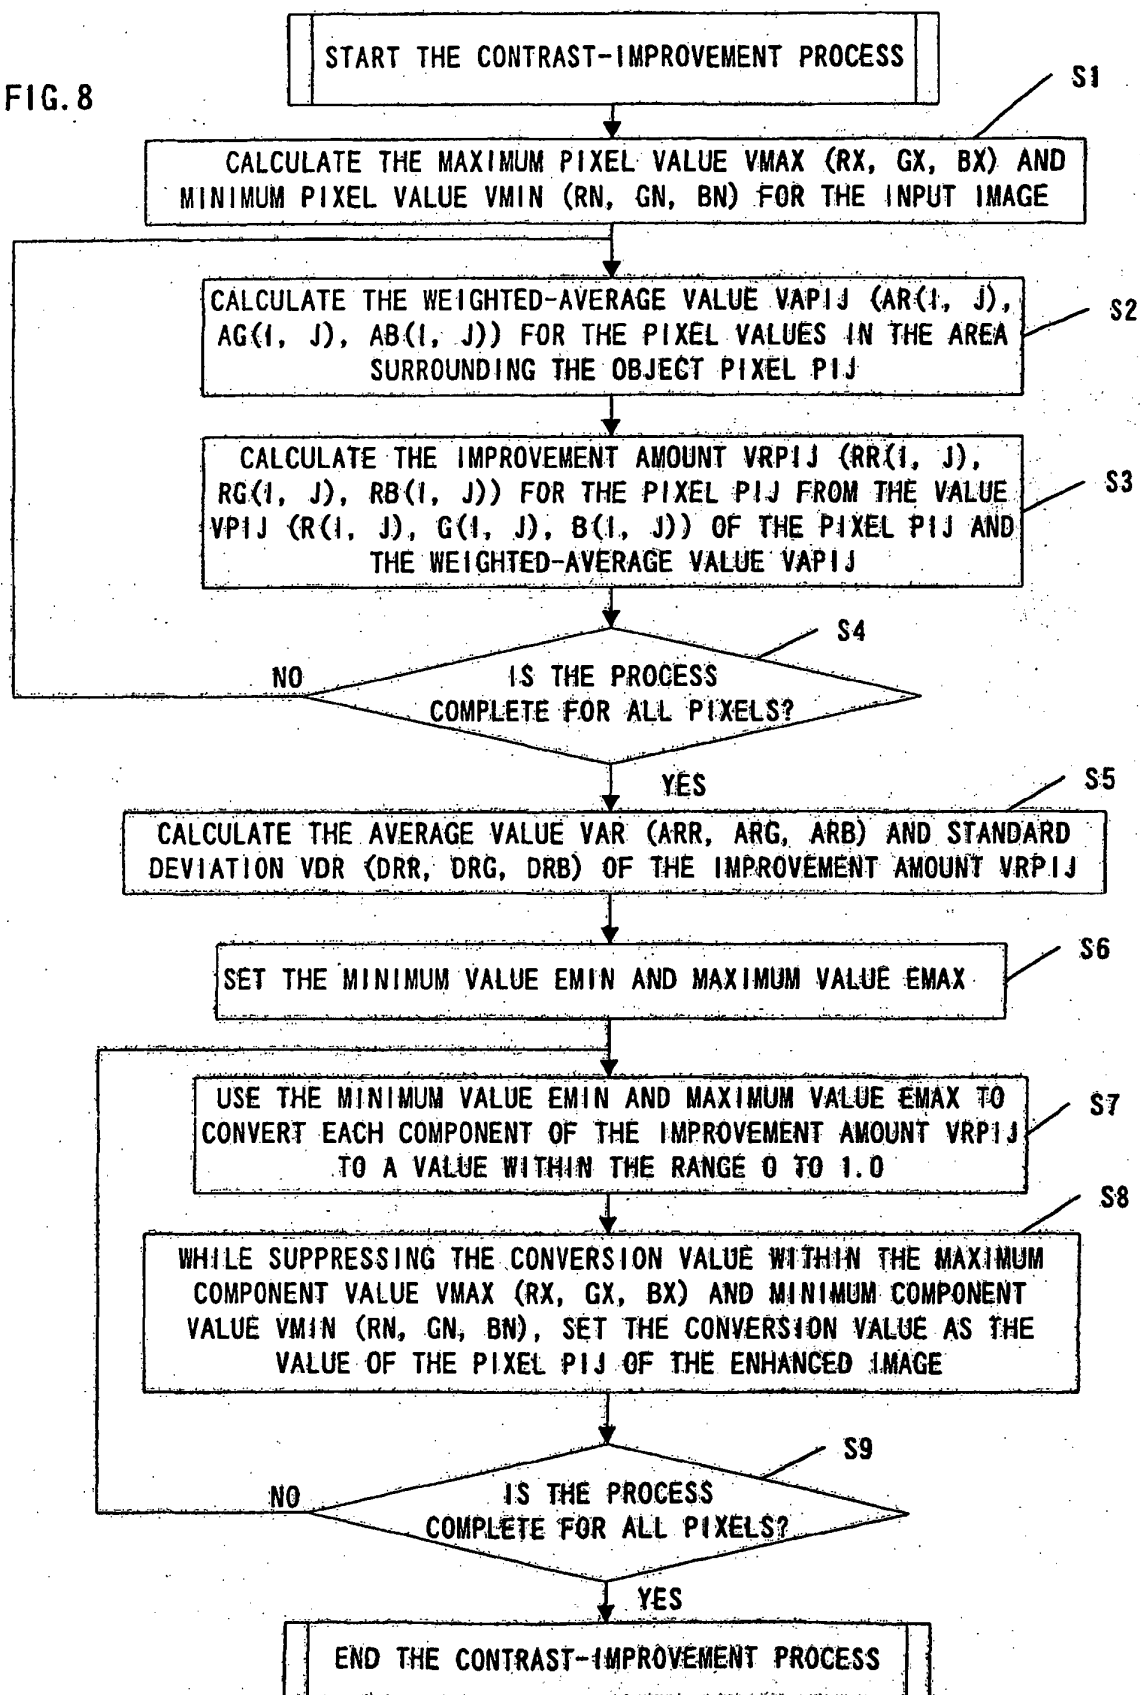 START THE CONTRAST-IMPROVEMENT PROCESS
FIG.8
S1
CALCULATE THE MAXIMUM PIXEL VALUE VMAX (RX, GX, BX) AND
MINIMUM PIXEL VALUE VMIN (RN, GN, BN) FOR THE INPUT IMAGE
CALCULATE THE WEIGHTED-AVERAGE VALUE VAPIJ (AR(I, J),
AG(I, J), AB(I, J)) FOR THE PIXEL VALUES IN THE AREA
SURROUNDING THE OBJECT PIXEL PIJ
S2
CALCULATE THE IMPROVEMENT AMOUNT VRPIJ (RR(I, J),
RG(I, J), RB(I, J)) FOR THE PIXEL PIJ FROM THE VALUE
VPIJ (R(I, J), G(I, J), B(I, J)) OF THE PIXEL PIJ AND
THE WEIGHTED-AVERAGE VALUE VAPIJ
S3
S4
IS THE PROCESS
COMPLETE FOR ALL PIXELS?
NO
YES
S5
CALCULATE THE AVERAGE VALUE VAR (ARR, ARG, ARB) AND STANDARD
DEVIATION VDR (DRR, DRG, DRB) OF THE IMPROVEMENT AMOUNT VRPIJ
S6
SET THE MINIMUM VALUE EMIN AND MAXIMUM VALUE EMAX
USE THE MINIMUM VALUE EMIN AND MAXIMUM VALUE EMAX TO
CONVERT EACH COMPONENT OF THE IMPROVEMENT AMOUNT VRPIJ
TO A VALUE WITHIN THE RANGE 0 TO 1.0
S7
S8
WHILE SUPPRESSING THE CONVERSION VALUE WITHIN THE MAXIMUM
COMPONENT VALUE VMAX (RX, GX, BX) AND MINIMUM COMPONENT
VALUE VMIN (RN, GN, BN), SET THE CONVERSION VALUE AS THE
VALUE OF THE PIXEL PIJ OF THE ENHANCED IMAGE
S9
IS THE PROCESS
COMPLETE FOR ALL PIXELS?
NO
YES
END THE CONTRAST-IMPROVEMENT PROCESS